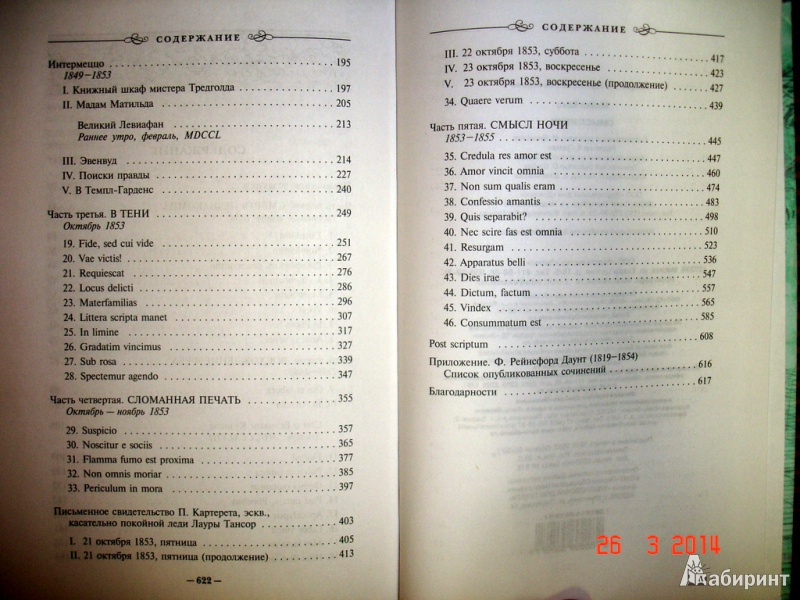 СОДЕРЖАНИЕ
Интермеццо 195
1849–1853
I. Книжный шкаф мистера Тредголда 197
II. Мадам Матильда 205
Великий Левиафан 213
Раннее утро, февраль, MDCCL
III. Эвенвуд 214
IV. Поиски правды 227
V. В Темпл-Гарденс 240
Часть третья. В ТЕНИ 249
Октябрь 1853
19. Fide, sed cui vide 251
20. Vae victis! 267
21. Requiescat 276
22. Locus delicti 286
23. Materfamilias 296
24. Littera scripta manet 307
25. In limine 317
26. Gradatim vincimus 327
27. Sub rosa 339
28. Spectemur agendo 347
Часть четвертая. СЛОМАННАЯ ПЕЧАТЬ 355
Октябрь — ноябрь 1853
29. Suspicio 357
30. Noscitur e sociis 365
31. Flamma fumo est proxima 377
32. Non omnis moriar 385
33. Periculum in mora 397
Письменное свидетельство П. Картерета, эскв.,
касательно покойной леди Лауры Тансор 403
I. 21 октября 1853, пятница 405
II. 21 октября 1853, пятница (продолжение) 413
— 622 —
СОДЕРЖАНИЕ
III. 22 октября 1853, суббота 417
IV. 23 октября 1853, воскресенье 423
V. 23 октября 1853, воскресенье (продолжение) 427
34. Quaere verum 439
Часть пятая. СМЫСЛ НОЧИ 445
1853–1855
35. Credula res amor est 447
36. Amor vincit omnia 460
37. Non sum qualis eram 474
38. Confessio amantis 483
39. Quis separabit? 498
40. Nec scire fas est omnia 510
41. Resurgam 523
42. Apparatus belli 536
43. Dies irae 547
44. Dictum, factum 557
45. Vindex 565
46. Consummatum est 585
Post scriptum 608
Приложение. Ф. Рейнсфорд Даунт (1819–1854)
Список опубликованных сочинений 616
Благодарности 617
26 3 2014
Лабиринт